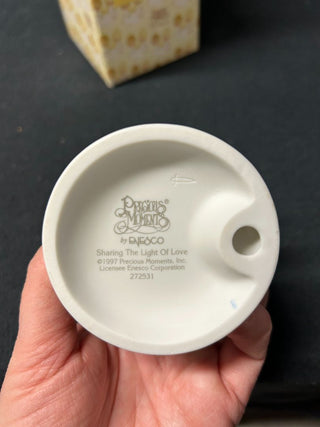 PRECIOUS®
MOMENTS
by ENESCO
Sharing The Light Of Love
©1997 Precious Moments, Inc.
Licensee Enesco Corporation
272531